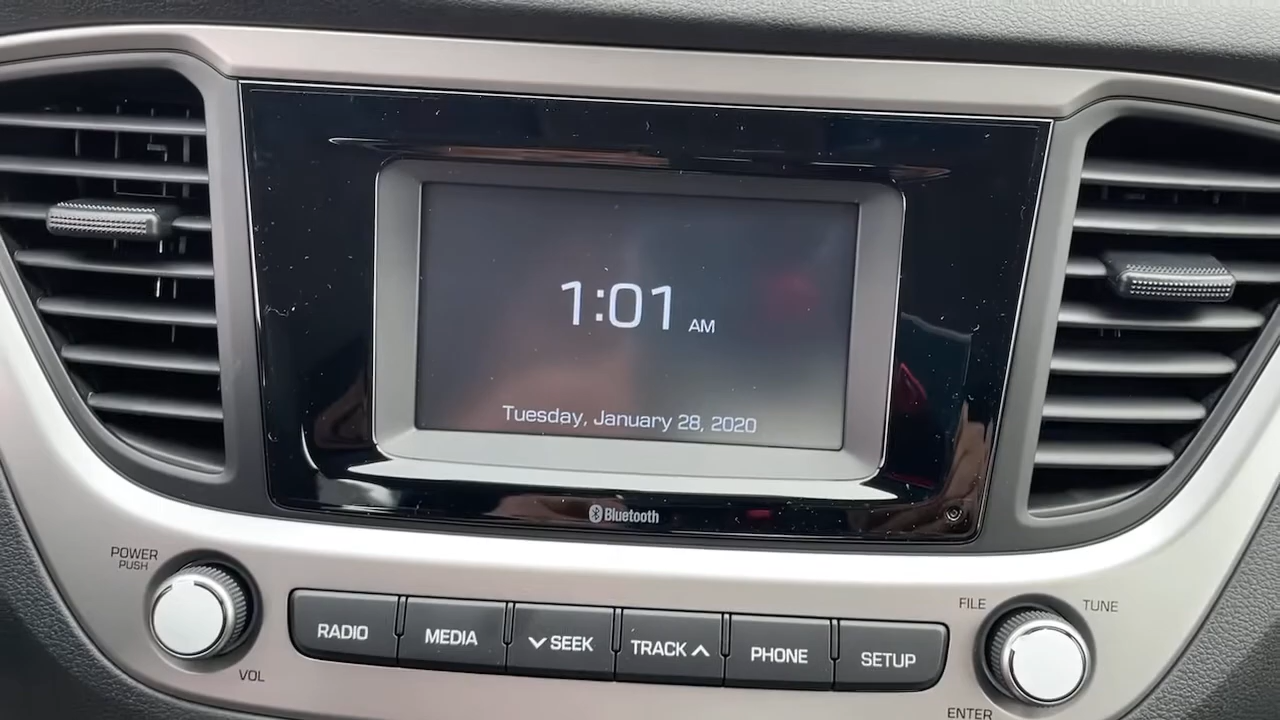 1:01 AM
Tuesday, January 28, 2020
Bluetooth
POWER
PUSH
VOL
RADIO
MEDIA
SEEK
TRACK
PHONE
SETUP
FILE
TUNE
ENTER